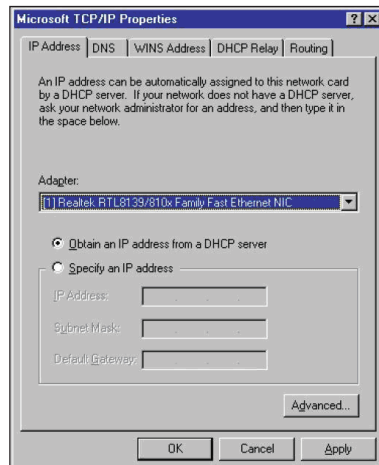 Microsoft TCP/IP Properties
IP Address DNS WINS Address DHCP Relay Routing
An IP address can be automatically assigned to this network card
by a DHCP server. If your network does not have a DHCP server,
ask your network administrator for an address, and then type it in
the space below.
Adapter:
[1] Realtek RTL8139/810x Family Fast Ethernet NIC
Obtain an IP address from a DHCP server
Specify an IP address
IP Address:
Subnet Mask:
Default Gateway:
Advanced...
OK Cancel Apply